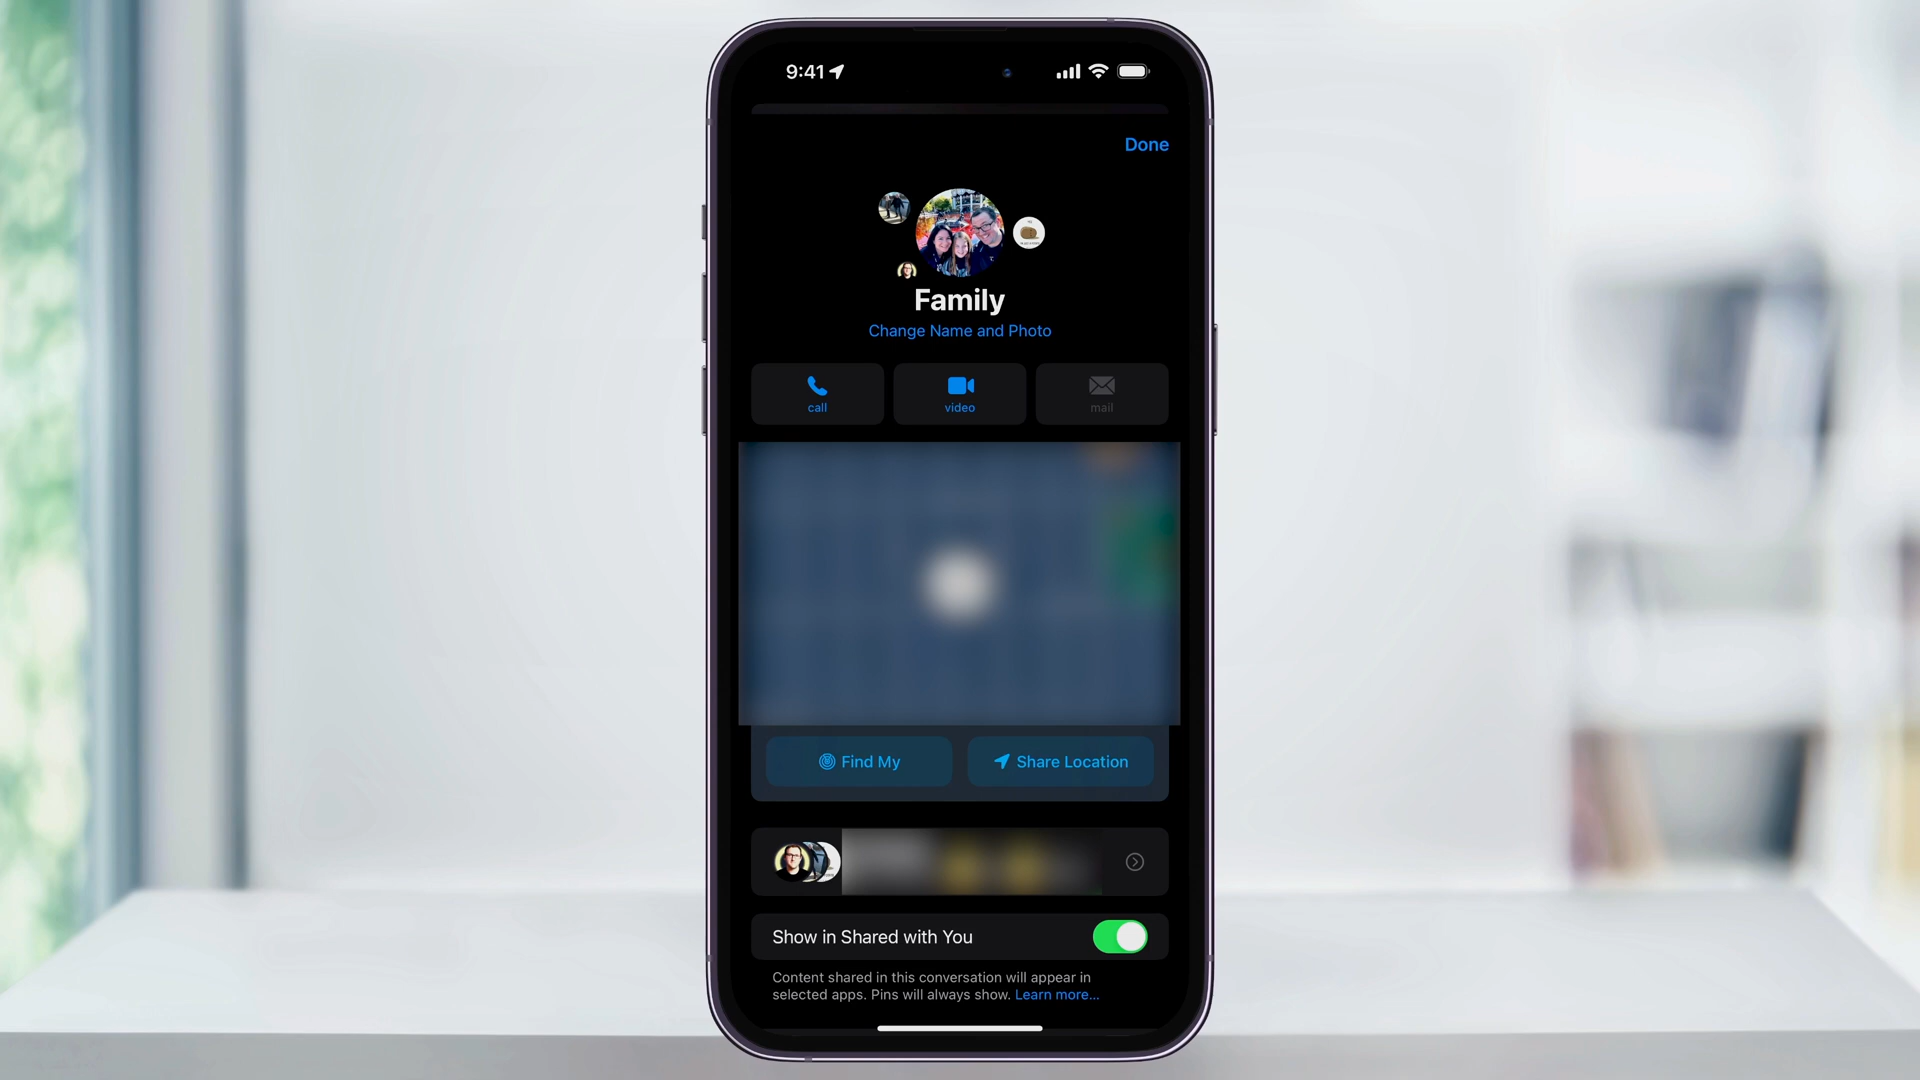 9:41
Done
Family
Change Name and Photo
call
video
mail
Find My
Share Location
Show in Shared with You
Content shared in this conversation will appear in
selected apps. Pins will always show. Learn more...